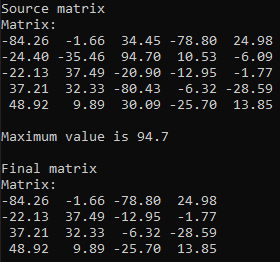 Source matrix
Matrix:
-84.26  -1.66  34.45 -78.80  24.98
-24.40 -35.46  94.70  10.53  -6.09
-22.13  37.49 -20.90 -12.95  -1.77
 37.21  32.33 -80.43  -6.32 -28.59
 48.92   9.89  30.09 -25.70  13.85

Maximum value is 94.7

Final matrix
Matrix:
-84.26  -1.66 -78.80  24.98
-22.13  37.49 -12.95  -1.77
 37.21  32.33  -6.32 -28.59
 48.92   9.89 -25.70  13.85